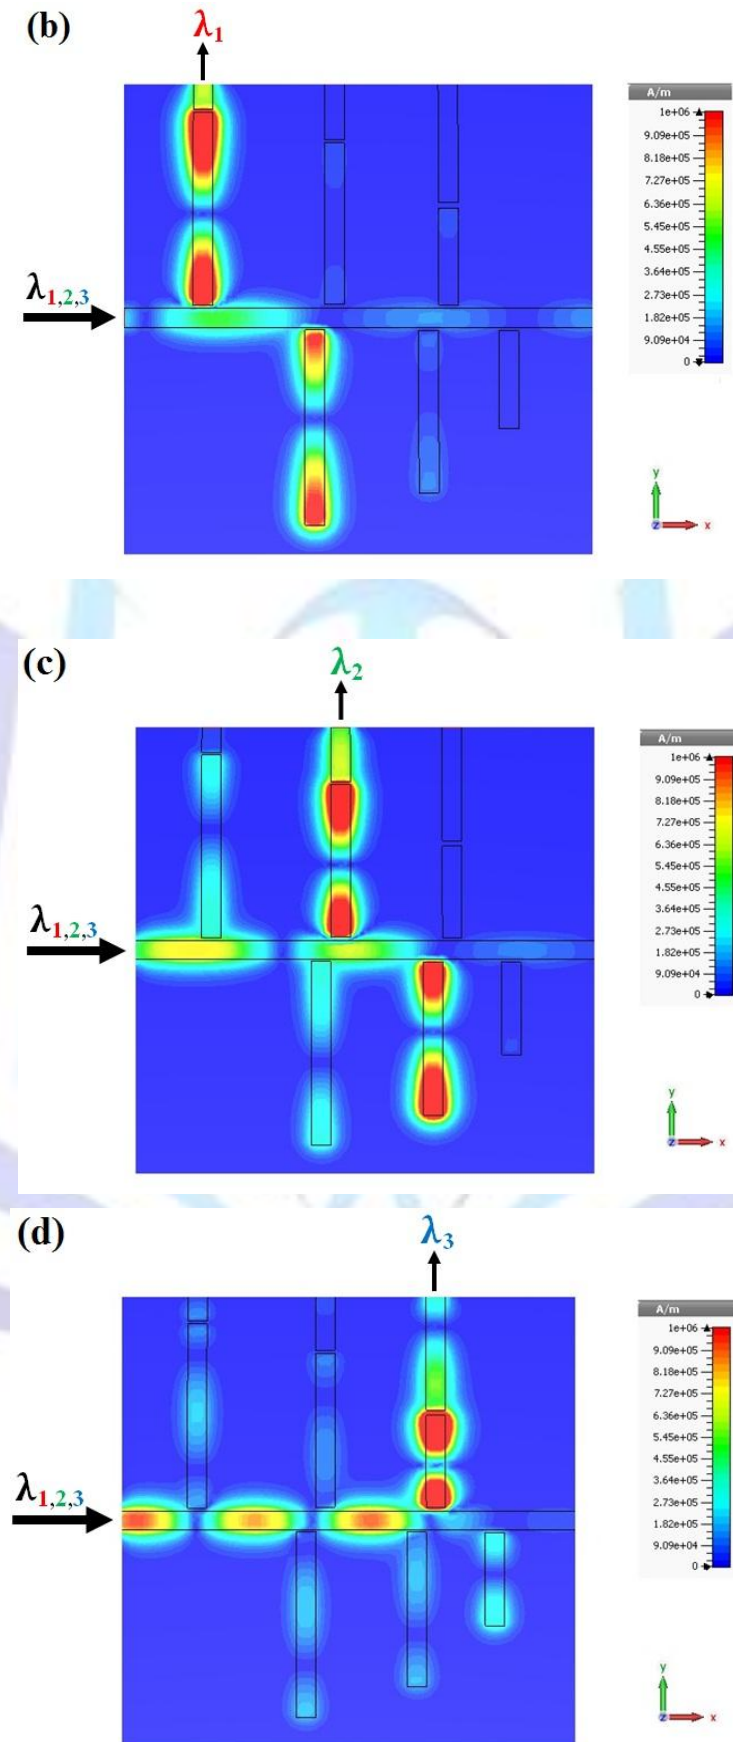 (b)
λ1
A/m
1e+06
9.09e+05
8.18e+05
7.27e+05
6.36e+05
5.45e+05
4.55e+05
3.64e+05
2.73e+05
1.82e+05
9.09e+04
0
λ1,2,3
y
z x
(c)
λ2
A/m
1e+06
9.09e+05
8.18e+05
7.27e+05
6.36e+05
5.45e+05
4.55e+05
3.64e+05
2.73e+05
1.82e+05
9.09e+04
0
λ1,2,3
y
z x
(d)
λ3
A/m
1e+06
9.09e+05
8.18e+05
7.27e+05
6.36e+05
5.45e+05
4.55e+05
3.64e+05
2.73e+05
1.82e+05
9.09e+04
0
λ1,2,3
y
z x